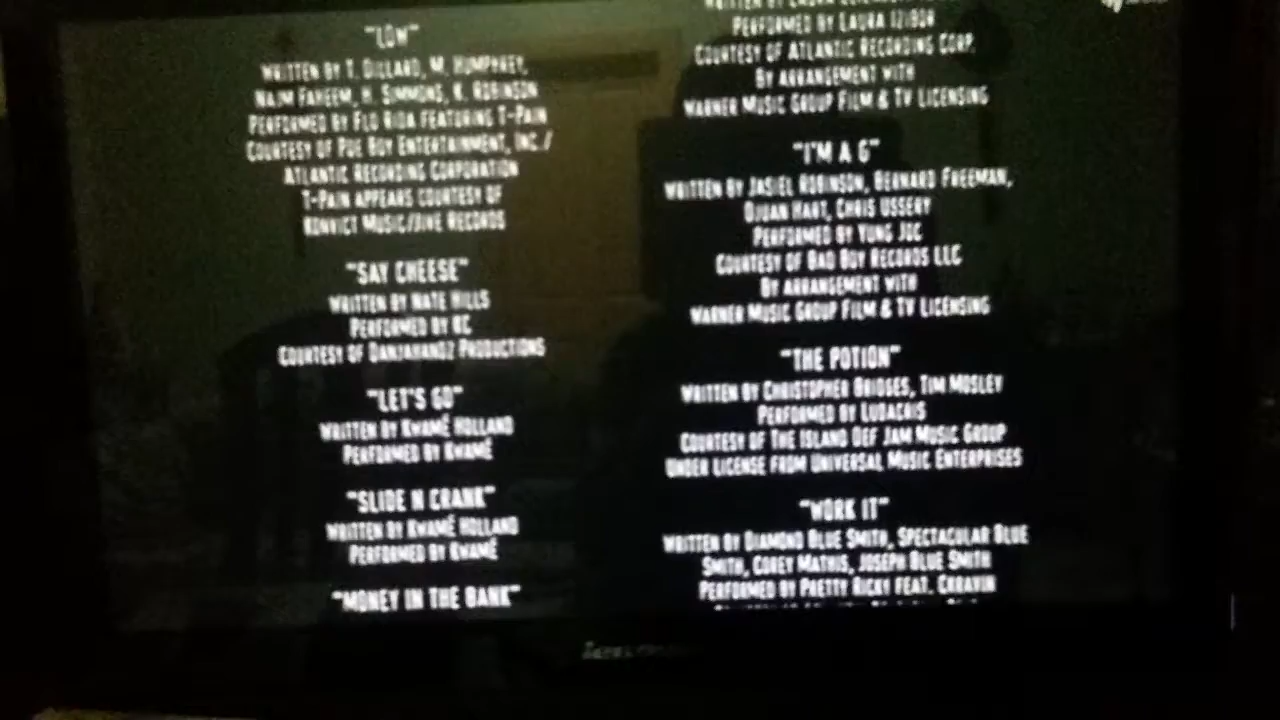 "LOW"
WRITTEN BY T. DILLARD, M. HUMPHREY,
NAJM FAHEEM, H. SIMMONS, K. ROBINSON
PERFORMED BY FLO RIDA FEATURING T-PAIN
COURTESY OF POE BOY ENTERTAINMENT, INC./
ATLANTIC RECORDING CORPORATION
T-PAIN APPEARS COURTESY OF
KONVICT MUSIC/JIVE RECORDS
"SAY CHEESE"
WRITTEN BY NATE HILLS
PERFORMED BY KC
COURTESY OF DANJAHANDZ PRODUCTIONS
"LET'S GO"
WRITTEN BY KWAMÉ HOLLAND
PERFORMED BY KWAMÉ
"SLIDE N CRANK"
WRITTEN BY KWAMÉ HOLLAND
PERFORMED BY KWAMÉ
"MONEY IN THE BANK"
WRITTEN BY LAURA
PERFORMED BY LAURA IZIBOR
COURTESY OF ATLANTIC RECORDING CORP.
BY ARRANGEMENT WITH
WARNER MUSIC GROUP FILM & TV LICENSING
"I'M A G"
WRITTEN BY JASIEL ROBINSON, BERNARD FREEMAN,
DJUAN HART, CHRIS USSERY
PERFORMED BY YUNG JOC
COURTESY OF BAD BOY RECORDS LLC
BY ARRANGEMENT WITH
WARNER MUSIC GROUP FILM & TV LICENSING
"THE POTION"
WRITTEN BY CHRISTOPHER BRIDGES, TIM MOSLEY
PERFORMED BY LUDACRIS
COURTESY OF THE ISLAND DEF JAM MUSIC GROUP
UNDER LICENSE FROM UNIVERSAL MUSIC ENTERPRISES
"WORK IT"
WRITTEN BY DIAMOND BLUE SMITH, SPECTACULAR BLUE
SMITH, COREY MATHIS, JOSEPH BLUE SMITH
PERFORMED BY PRETTY RICKY FEAT. CRRAVIN